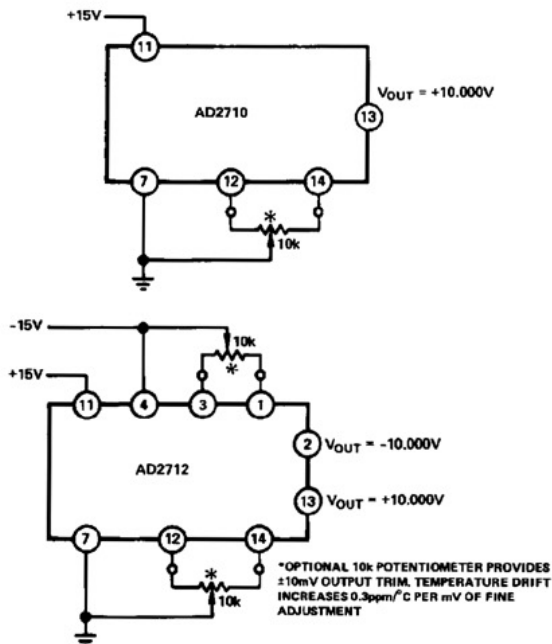 +15V
11
AD2710
VOUT = +10.000V
13
7
12
14
*
10k
-15V
10k
*
+15V
11
4
3
1
2
VOUT = -10.000V
AD2712
13
VOUT = +10.000V
7
12
14
*
10k
*OPTIONAL 10k POTENTIOMETER PROVIDES
±10mV OUTPUT TRIM. TEMPERATURE DRIFT
INCREASES 0.3ppm/°C PER mV OF FINE
ADJUSTMENT